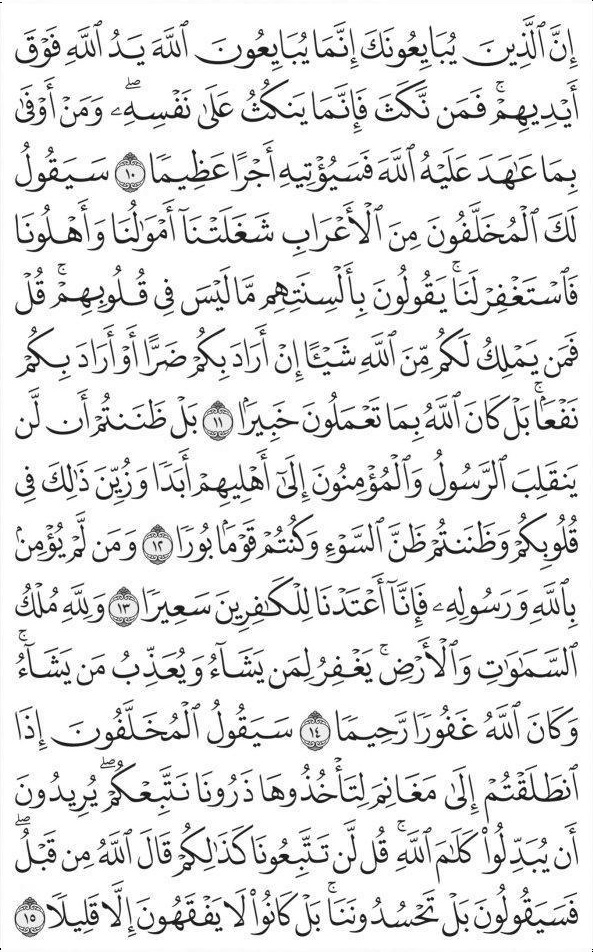 إِنَّ ٱلَّذِينَ يُبَايِعُونَكَ إِنَّمَا يُبَايِعُونَ ٱللَّهَ يَدُ ٱللَّهِ فَوۡقَ
أَيۡدِيهِمۡۚ فَمَن نَّكَثَ فَإِنَّمَا يَنكُثُ عَلَىٰ نَفۡسِهِۦۖ وَمَنۡ أَوۡفَىٰ
بِمَا عَٰهَدَ عَلَيۡهُ ٱللَّهَ فَسَيُؤۡتِيهِ أَجۡرًا عَظِيمٗا ١٠ سَيَقُولُ
لَكَ ٱلۡمُخَلَّفُونَ مِنَ ٱلۡأَعۡرَابِ شَغَلَتۡنَآ أَمۡوَٰلُنَا وَأَهۡلُونَا
فَٱسۡتَغۡفِرۡ لَنَاۚ يَقُولُونَ بِأَلۡسِنَتِهِم مَّا لَيۡسَ فِي قُلُوبِهِمۡۚ قُلۡ
فَمَن يَمۡلِكُ لَكُم مِّنَ ٱللَّهِ شَيۡـًٔا إِنۡ أَرَادَ بِكُمۡ ضَرًّا أَوۡ أَرَادَ بِكُمۡ
نَفۡعَۢاۚ بَلۡ كَانَ ٱللَّهُ بِمَا تَعۡمَلُونَ خَبِيرَۢا ١١ بَلۡ ظَنَنتُمۡ أَن لَّن
يَنقَلِبَ ٱلرَّسُولُ وَٱلۡمُؤۡمِنُونَ إِلَىٰٓ أَهۡلِيهِمۡ أَبَدٗا وَزُيِّنَ ذَٰلِكَ فِي
قُلُوبِكُمۡ وَظَنَنتُمۡ ظَنَّ ٱلسَّوۡءِ وَكُنتُمۡ قَوۡمَۢا بُورٗا ١٢ وَمَن لَّمۡ يُؤۡمِنۢ
بِٱللَّهِ وَرَسُولِهِۦ فَإِنَّآ أَعۡتَدۡنَا لِلۡكَٰفِرِينَ سَعِيرٗا ١٣ وَلِلَّهِ مُلۡكُ
ٱلسَّمَٰوَٰتِ وَٱلۡأَرۡضِۚ يَغۡفِرُ لِمَن يَشَآءُ وَيُعَذِّبُ مَن يَشَآءُۚ
وَكَانَ ٱللَّهُ غَفُورٗا رَّحِيمٗا ١٤ سَيَقُولُ ٱلۡمُخَلَّفُونَ إِذَا
ٱنطَلَقۡتُمۡ إِلَىٰ مَغَانِمَ لِتَأۡخُذُوهَا ذَرُونَا نَتَّبِعۡكُمۡۖ يُرِيدُونَ
أَن يُبَدِّلُواْ كَلَٰمَ ٱللَّهِۚ قُل لَّن تَتَّبِعُونَا كَذَٰلِكُمۡ قَالَ ٱللَّهُ مِن قَبۡلُۖ
فَسَيَقُولُونَ بَلۡ تَحۡسُدُونَنَاۚ بَلۡ كَانُواْ لَا يَفۡقَهُونَ إِلَّا قَلِيلٗا ١٥